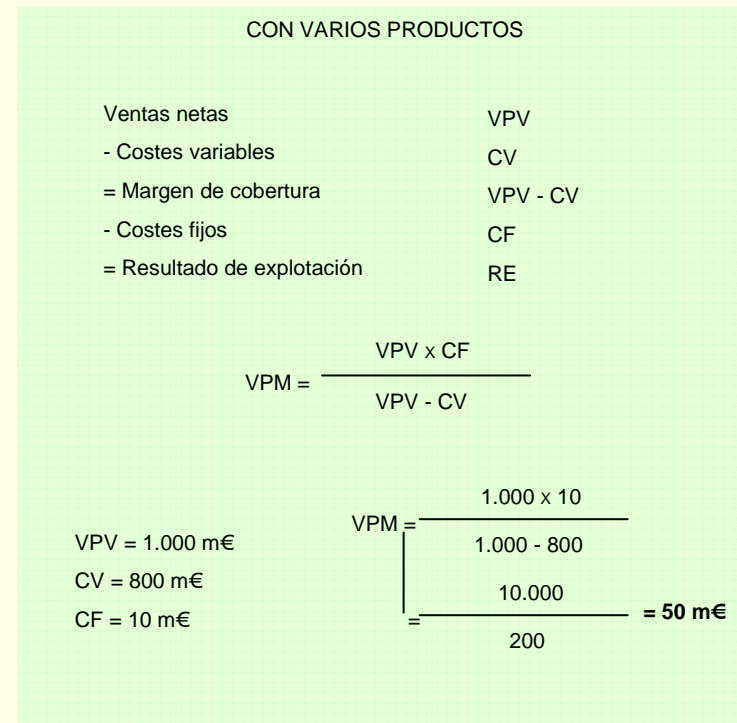 CON VARIOS PRODUCTOS
Ventas netas VPV
- Costes variables CV
= Margen de cobertura VPV - CV
- Costes fijos CF
= Resultado de explotación RE
VPV x CF
VPM =
VPV - CV
1.000 x 10
VPM =
1.000 - 800
VPV = 1.000 m€
CV = 800 m€
CF = 10 m€
10.000
= = 50 m€
200